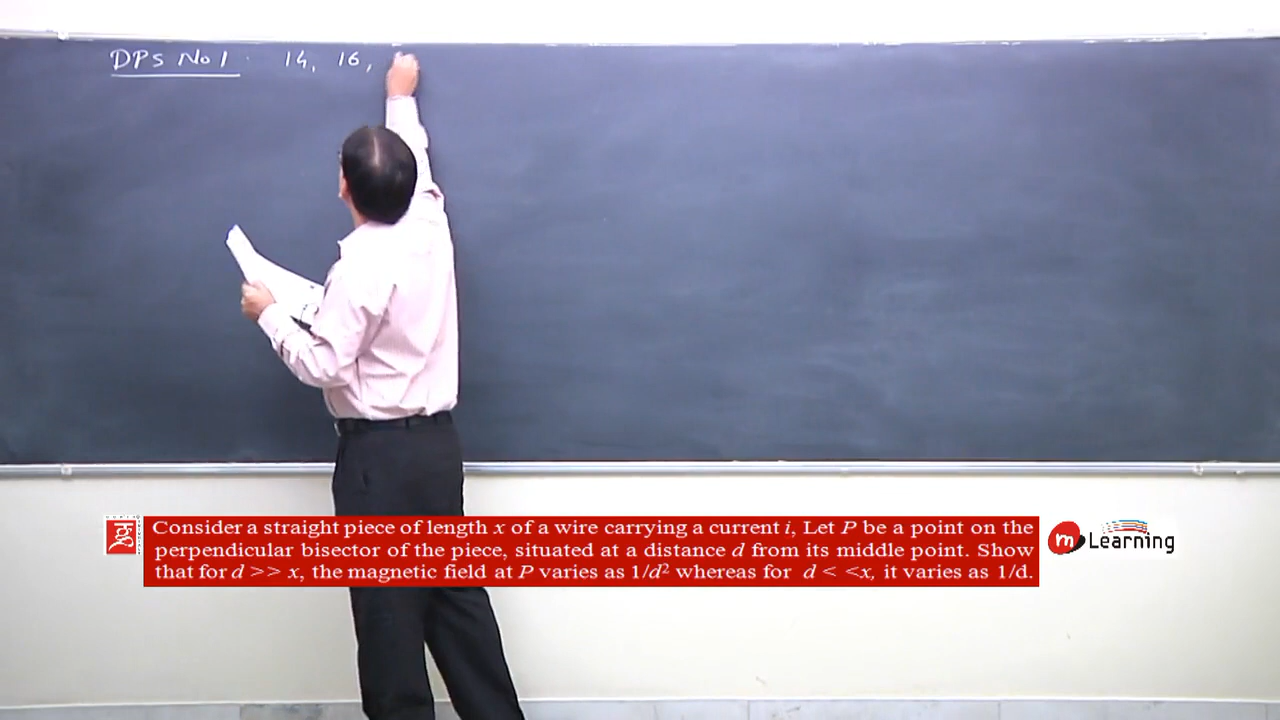 DPS No 1 . 14, 16,
Consider a straight piece of length x of a wire carrying a current i, Let P be a point on the
perpendicular bisector of the piece, situated at a distance d from its middle point. Show
that for d >> x, the magnetic field at P varies as 1/d² whereas for d < <x, it varies as 1/d.
m Learning